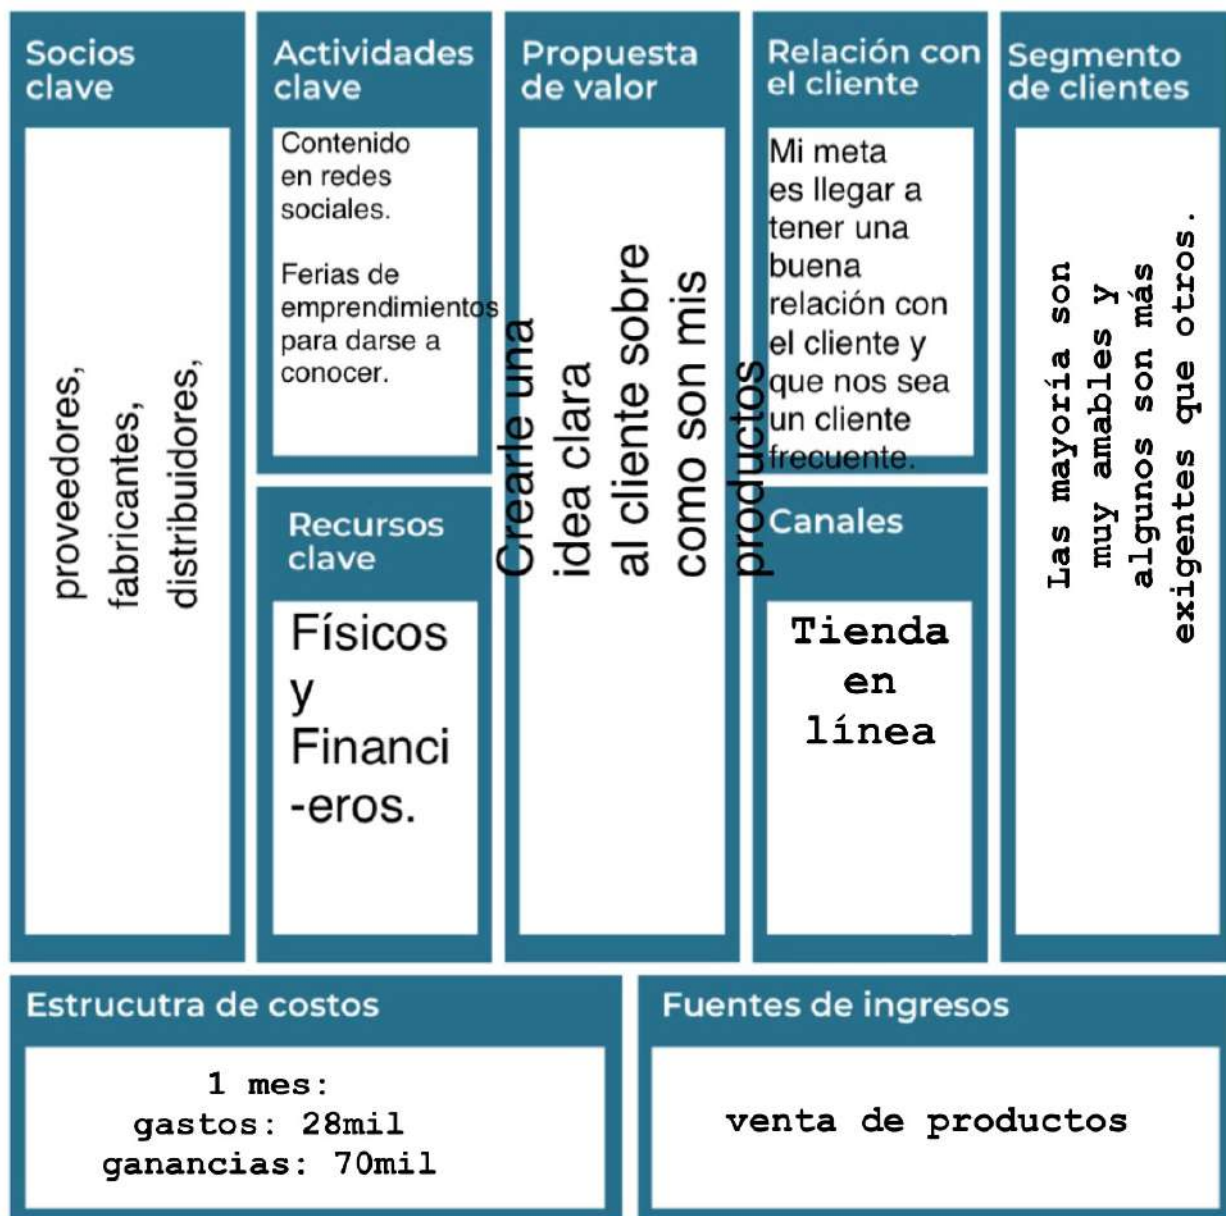 Socios
clave
proveedores,
fabricantes,
distribuidores,
Actividades
clave
Contenido
en redes
sociales.
Ferias de
emprendimientos
para darse a
conocer.
Recursos
clave
Físicos
y
Financi
-eros.
Propuesta
de valor
Crearle una
idea clara
al cliente sobre
como son mis
productos
Relación con
el cliente
Mi meta
es llegar a
tener una
buena
relación con
el cliente y
que nos sea
un cliente
frecuente.
Canales
Tienda
en
línea
Segmento
de clientes
Las mayoría son
muy amables y
algunos son más
exigentes que otros.
Estrucutra de costos
1 mes:
gastos: 28mil
ganancias: 70mil
Fuentes de ingresos
venta de productos